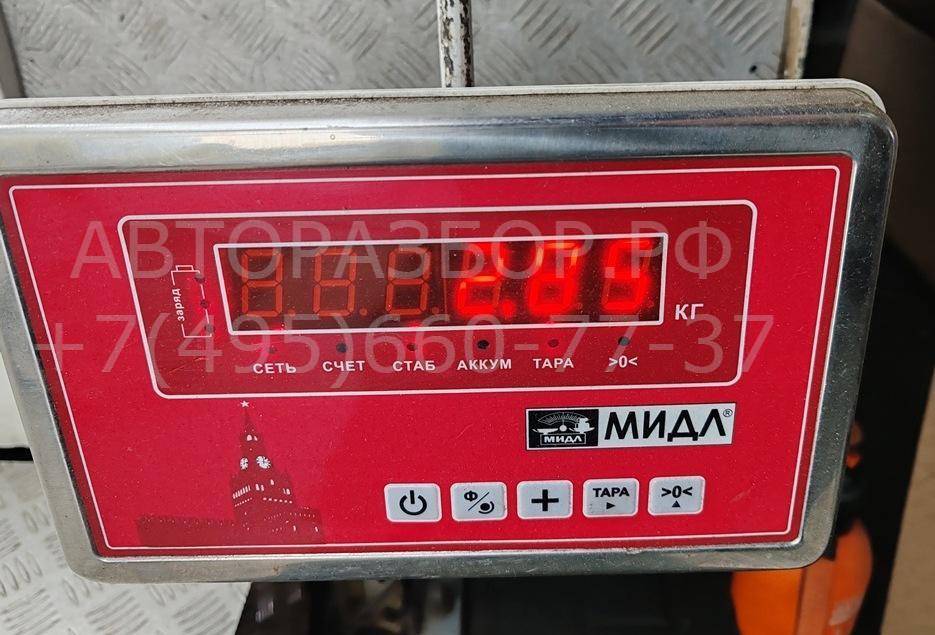 АВТОРАЗБОР.РФ
2.05
КГ
заряд
+7(495)660-77-37
СЕТЬ СЧЕТ СТАБ АККУМ ТАРА >0<
МИДЛ МИДЛ®
Ф ТАРА >0<